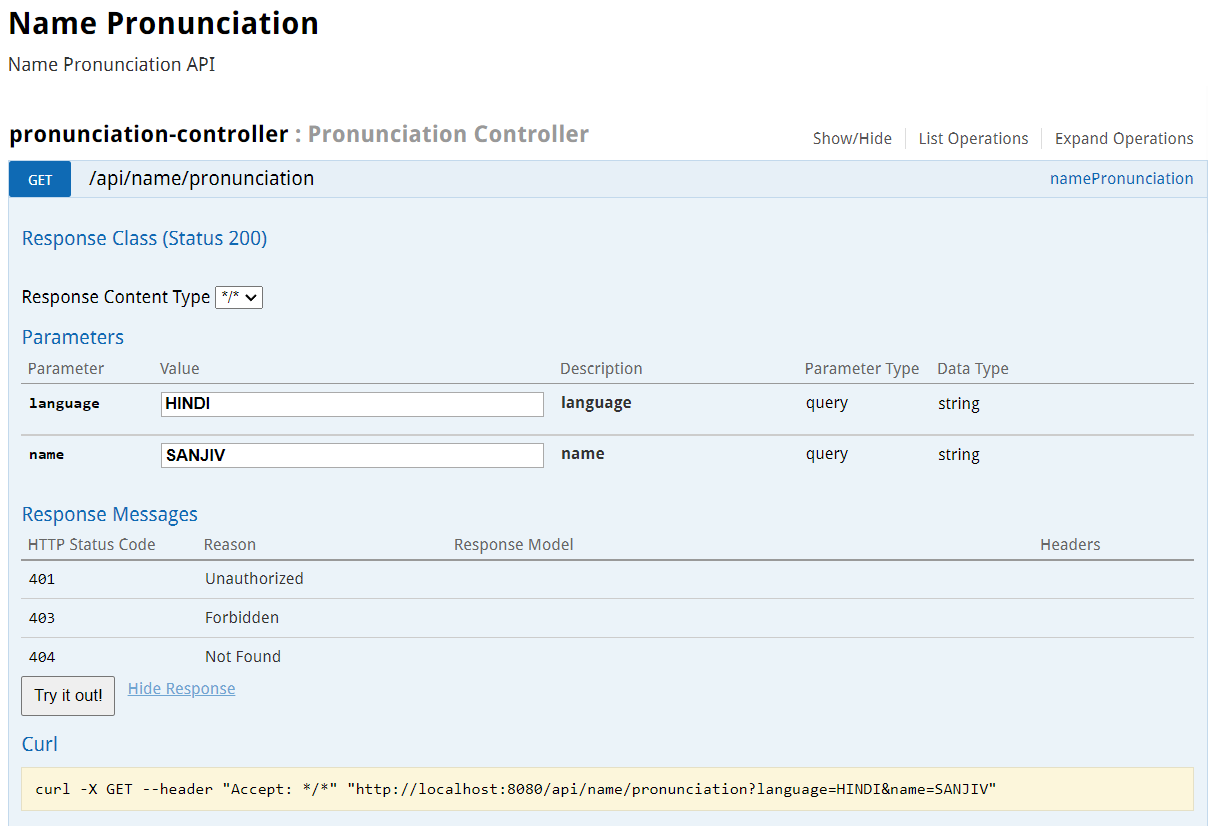 Name Pronunciation
Name Pronunciation API
pronunciation-controller : Pronunciation Controller
Show/Hide List Operations Expand Operations
GET /api/name/pronunciation namePronunciation
Response Class (Status 200)
Response Content Type */*
Parameters
Parameter Value Description Parameter Type Data Type
language HINDI language query string
name SANJIV name query string
Response Messages
HTTP Status Code Reason Response Model Headers
401 Unauthorized
403 Forbidden
404 Not Found
Try it out! Hide Response
Curl
curl -X GET --header "Accept: */*" "http://localhost:8080/api/name/pronunciation?language=HINDI&name=SANJIV"